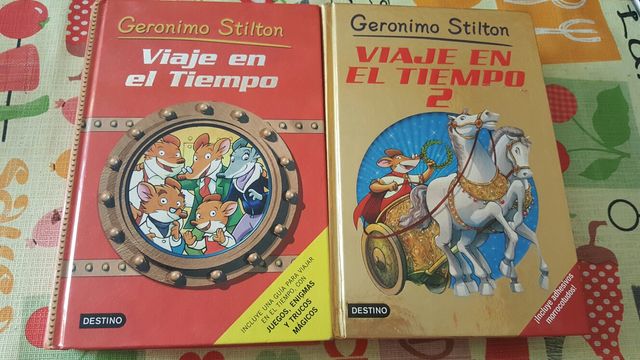 Geronimo Stilton
Viaje en
el Tiempo
INCLUYE UNA GUÍA PARA VIAJAR
EN EL TIEMPO, CON
JUEGOS, ENIGMAS
Y TRUCOS
MÁGICOS
DESTINO
Geronimo Stilton
VIAJE EN
EL TIEMPO
2
¡Incluye adhesivos
morrocotudos!
DESTINO